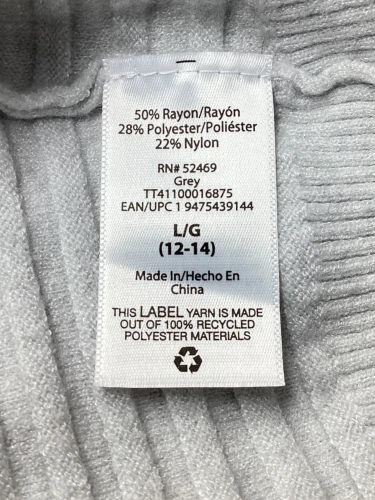 50% Rayon/Rayón
28% Polyester/Poliéster
22% Nylon
RN# 52469
Grey
TT41100016875
EAN/UPC 1 9475439144
L/G
(12-14)
Made In/Hecho En
China
THIS LABEL YARN IS MADE
OUT OF 100% RECYCLED
POLYESTER MATERIALS